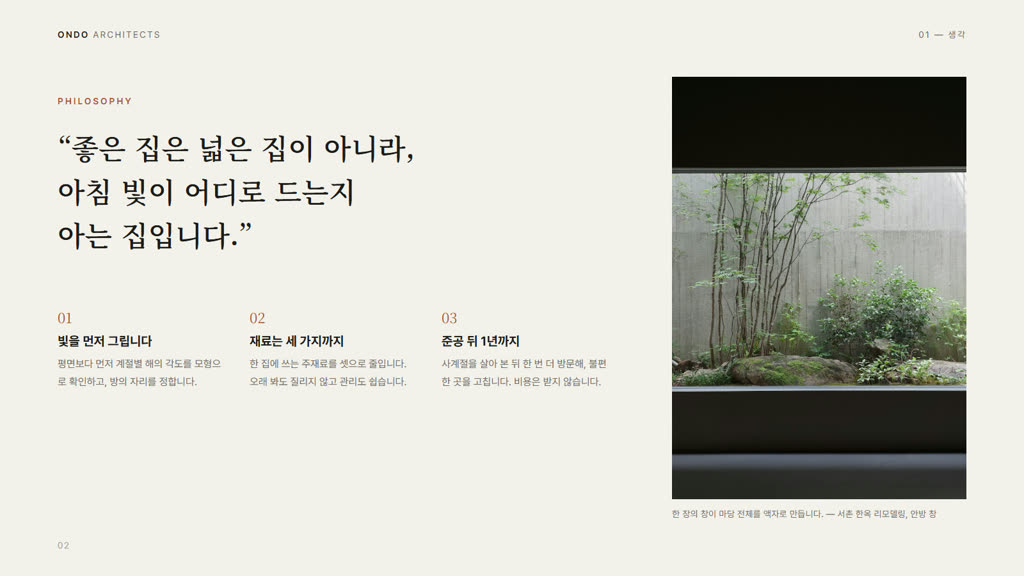 ONDO ARCHITECTS
01 — 생각
PHILOSOPHY
“좋은 집은 넓은 집이 아니라,
아침 빛이 어디로 드는지
아는 집입니다.”
01
빛을 먼저 그립니다
평면보다 먼저 계절별 해의 각도를 모형으
로 확인하고, 방의 자리를 정합니다.
02
재료는 세 가지까지
한 집에 쓰는 주재료를 셋으로 줄입니다.
오래 봐도 질리지 않고 관리도 쉽습니다.
03
준공 뒤 1년까지
사계절을 살아 본 뒤 한 번 더 방문해, 불편
한 곳을 고칩니다. 비용은 받지 않습니다.
한 장의 창이 마당 전체를 액자로 만듭니다. — 서촌 한옥 리모델링, 안방 창
02